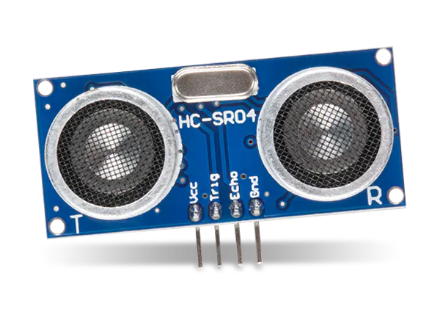 HC-SR04
Vcc
Trig
Echo
Gnd
T
R